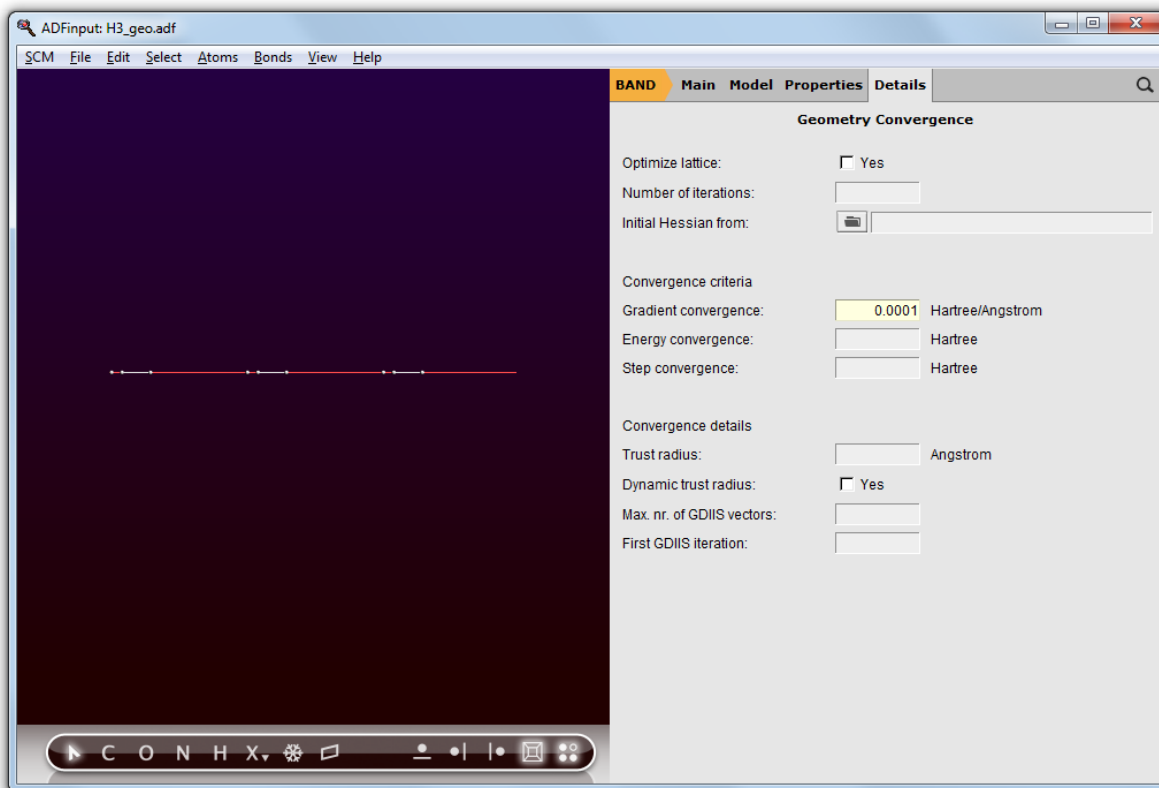 ADFinput: H3_geo.adf
SCM File Edit Select Atoms Bonds View Help
BAND Main Model Properties Details
Geometry Convergence
Optimize lattice: Yes
Number of iterations:
Initial Hessian from:
Convergence criteria
Gradient convergence: 0.0001 Hartree/Angstrom
Energy convergence: Hartree
Step convergence: Hartree
Convergence details
Trust radius: Angstrom
Dynamic trust radius: Yes
Max. nr. of GDIIS vectors:
First GDIIS iteration:
C O N H X